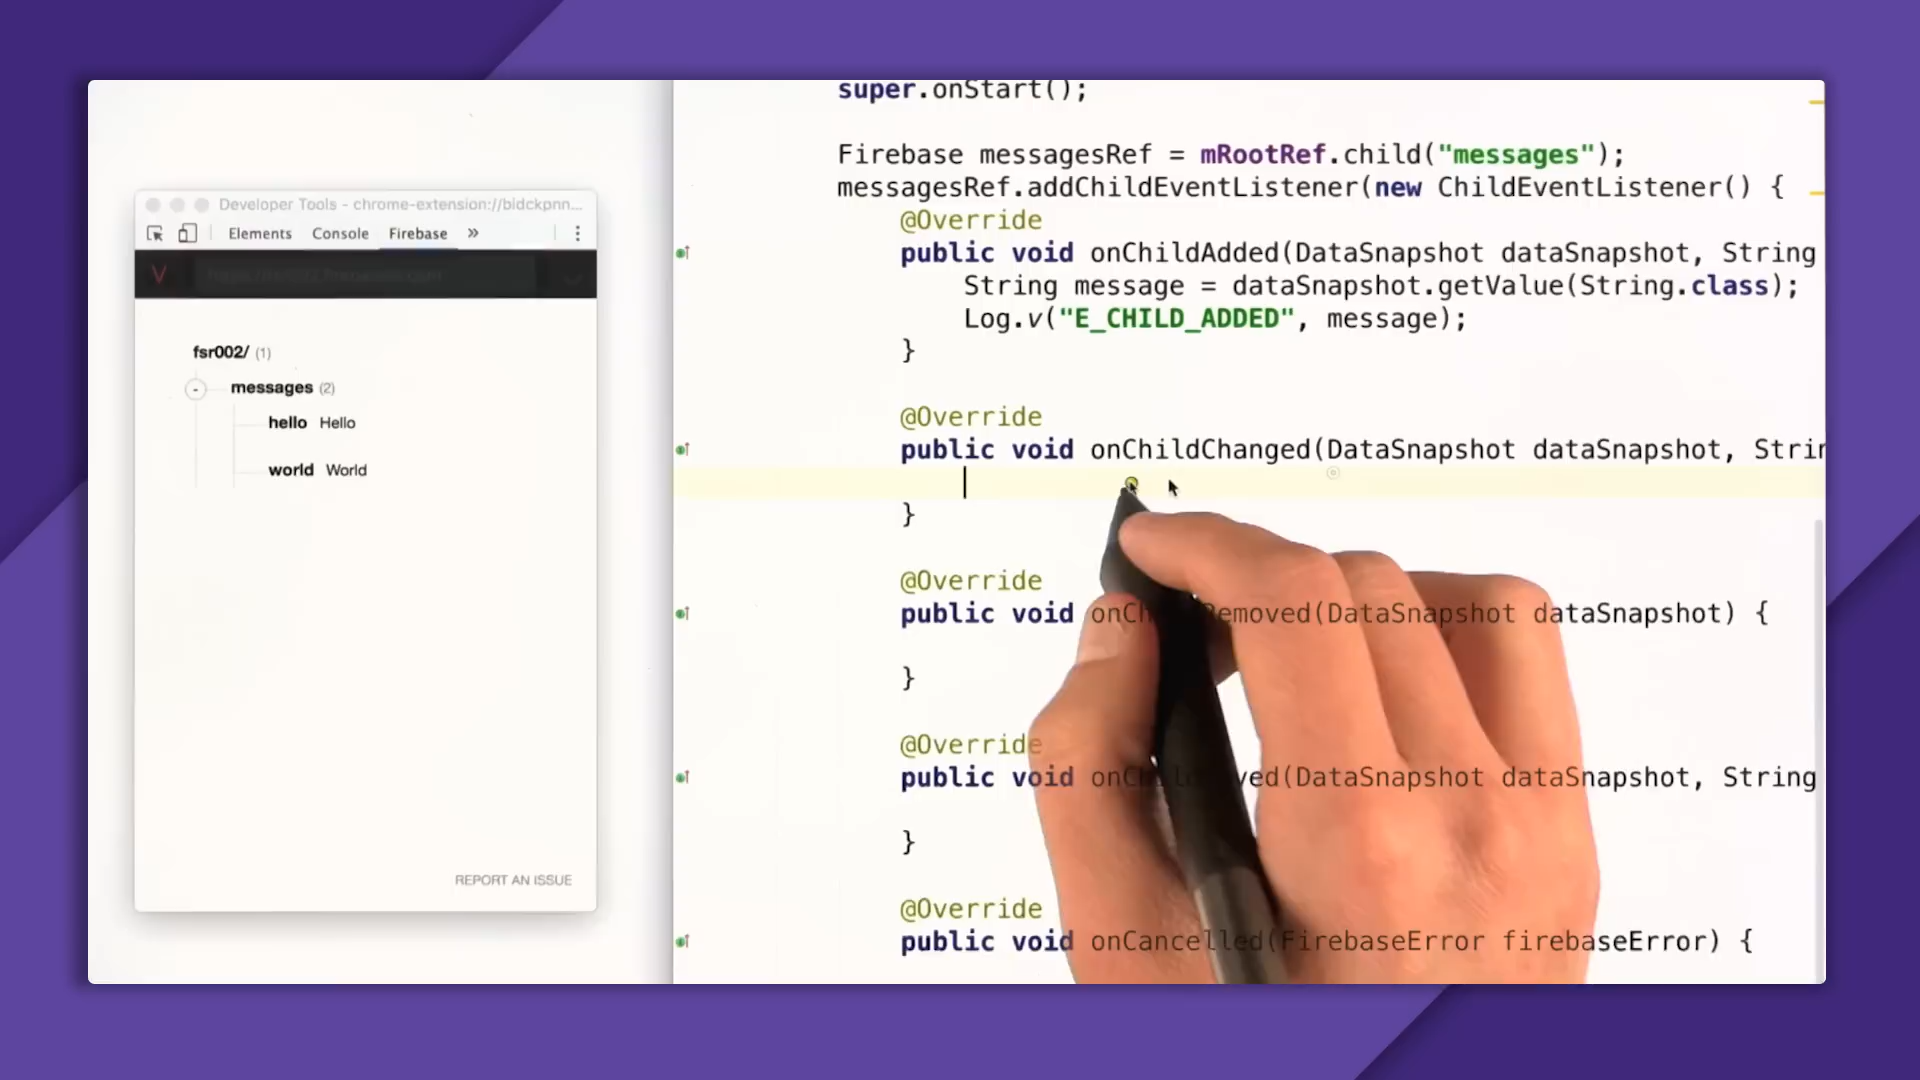 Developer Tools - chrome-extension://bidckpnn...
Elements Console Firebase »
fsr002/ (1)
messages (2)
hello Hello
world World
REPORT AN ISSUE
super.onStart();
Firebase messagesRef = mRootRef.child("messages");
messagesRef.addChildEventListener(new ChildEventListener() {
@Override
public void onChildAdded(DataSnapshot dataSnapshot, String
String message = dataSnapshot.getValue(String.class);
Log.v("E_CHILD_ADDED", message);
}
@Override
public void onChildChanged(DataSnapshot dataSnapshot, Strin
}
@Override
public void onChildRemoved(DataSnapshot dataSnapshot) {
}
@Override
public void onChildMoved(DataSnapshot dataSnapshot, String
}
@Override
public void onCancelled(FirebaseError firebaseError) {